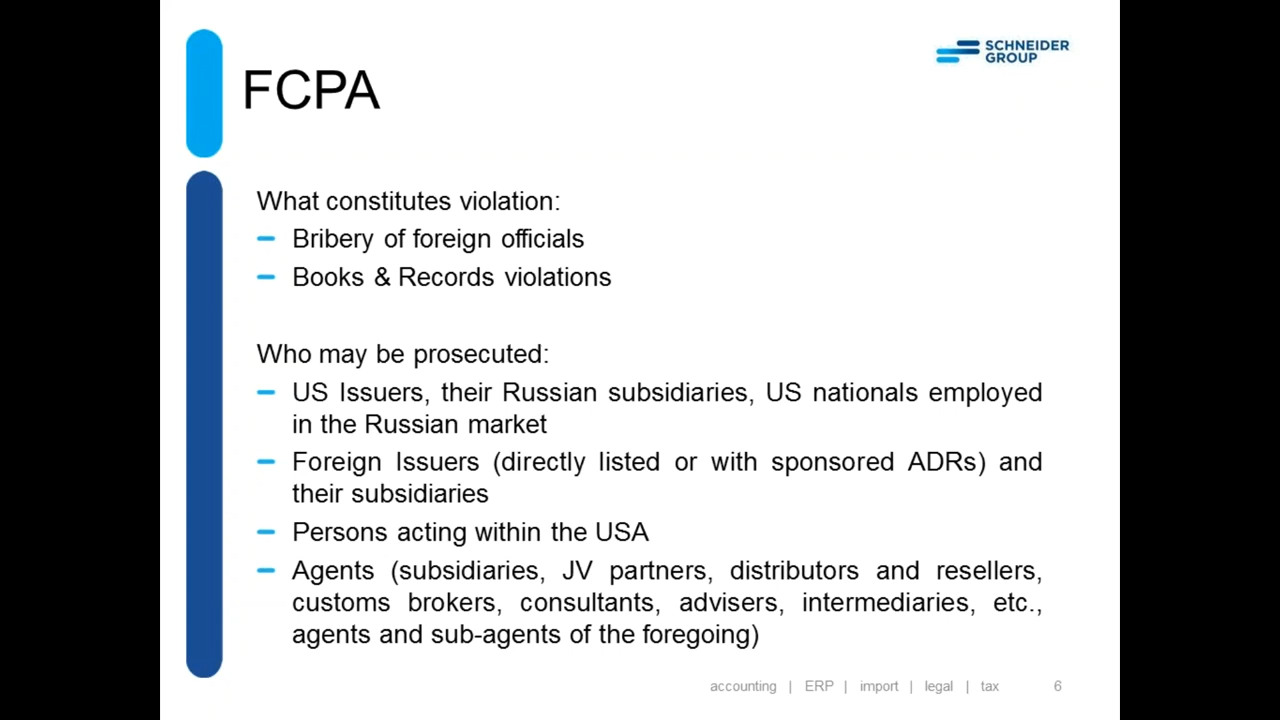 SCHNEIDER
GROUP
FCPA
What constitutes violation:
– Bribery of foreign officials
– Books & Records violations
Who may be prosecuted:
– US Issuers, their Russian subsidiaries, US nationals employed
in the Russian market
– Foreign Issuers (directly listed or with sponsored ADRs) and
their subsidiaries
– Persons acting within the USA
– Agents (subsidiaries, JV partners, distributors and resellers,
customs brokers, consultants, advisers, intermediaries, etc.,
agents and sub-agents of the foregoing)
accounting | ERP | import | legal | tax 6